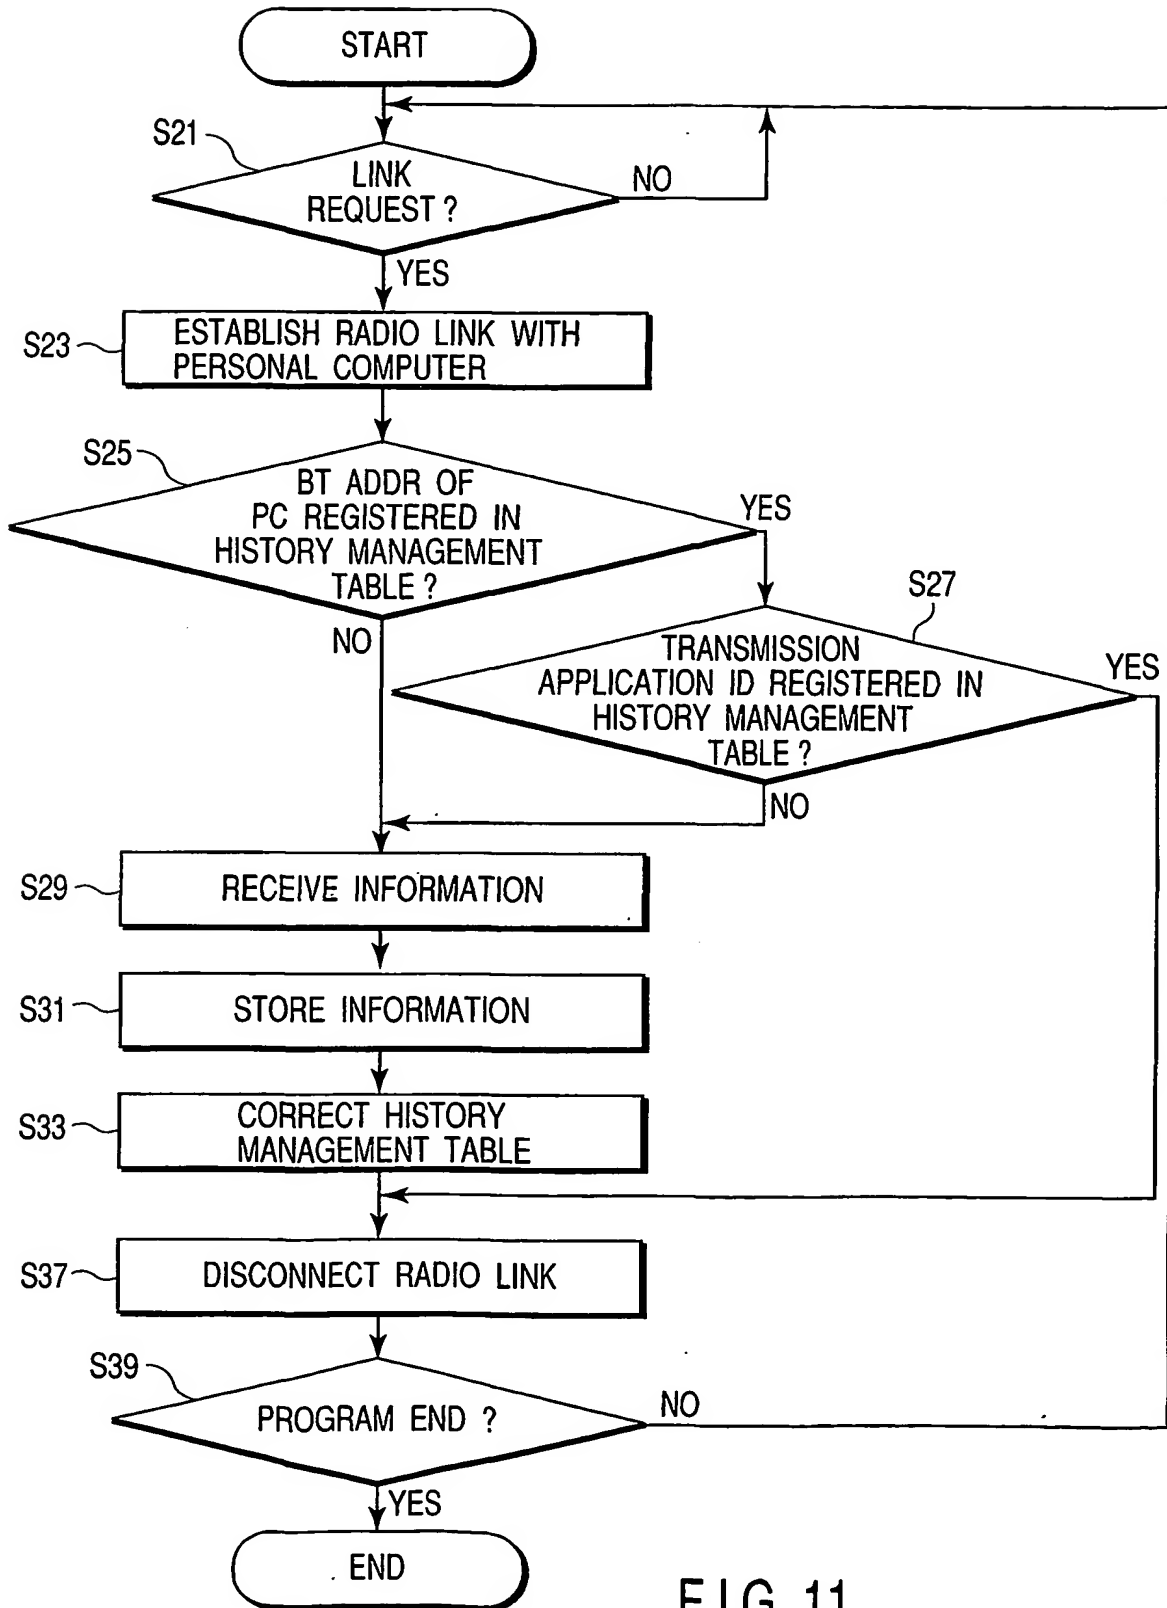 START
S21
LINK
REQUEST ?
NO
YES
S23
ESTABLISH RADIO LINK WITH
PERSONAL COMPUTER
S25
BT ADDR OF
PC REGISTERED IN
HISTORY MANAGEMENT
TABLE ?
YES
NO
S27
TRANSMISSION
APPLICATION ID REGISTERED IN
HISTORY MANAGEMENT
TABLE ?
YES
NO
S29
RECEIVE INFORMATION
S31
STORE INFORMATION
S33
CORRECT HISTORY
MANAGEMENT TABLE
S37
DISCONNECT RADIO LINK
S39
PROGRAM END ?
NO
YES
END
FIG. 11